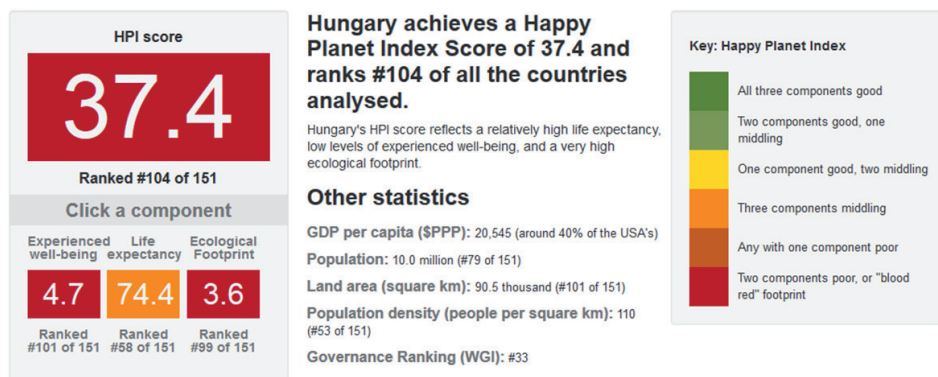 HPI score
37.4
Ranked #104 of 151
Click a component
Experienced well-being
4.7
Ranked #101 of 151
Life expectancy
74.4
Ranked #58 of 151
Ecological Footprint
3.6
Ranked #99 of 151
Hungary achieves a Happy
Planet Index Score of 37.4 and
ranks #104 of all the countries
analysed.
Hungary's HPI score reflects a relatively high life expectancy,
low levels of experienced well-being, and a very high
ecological footprint.
Other statistics
GDP per capita ($PPP): 20,545 (around 40% of the USA's)
Population: 10.0 million (#79 of 151)
Land area (square km): 90.5 thousand (#101 of 151)
Population density (people per square km): 110
(#53 of 151)
Governance Ranking (WGI): #33
Key: Happy Planet Index
All three components good
Two components good, one
middling
One component good, two middling
Three components middling
Any with one component poor
Two components poor, or "blood
red" footprint